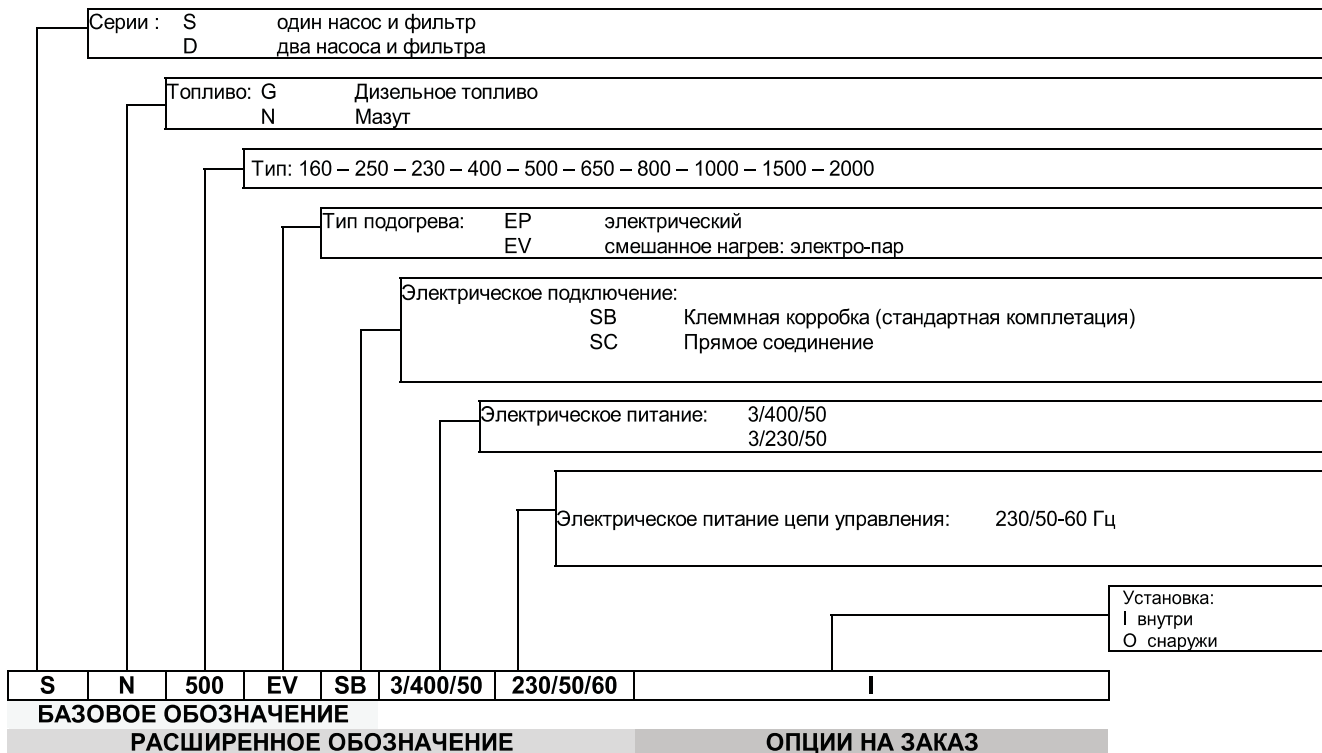 Серии : S один насос и фильтр
D два насоса и фильтра
Топливо: G Дизельное топливо
N Мазут
Тип: 160 – 250 – 230 – 400 – 500 – 650 – 800 – 1000 – 1500 – 2000
Тип подогрева: EP электрический
EV смешанное нагрев: электро-пар
Электрическое подключение:
SB Клеммная корробка (стандартная комплетация)
SC Прямое соединение
Электрическое питание: 3/400/50
3/230/50
Электрическое питание цепи управления: 230/50-60 Гц
Установка:
I внутри
O снаружи
S N 500 EV SB 3/400/50 230/50/60 I
БАЗОВОЕ ОБОЗНАЧЕНИЕ
РАСШИРЕННОЕ ОБОЗНАЧЕНИЕ ОПЦИИ НА ЗАКАЗ